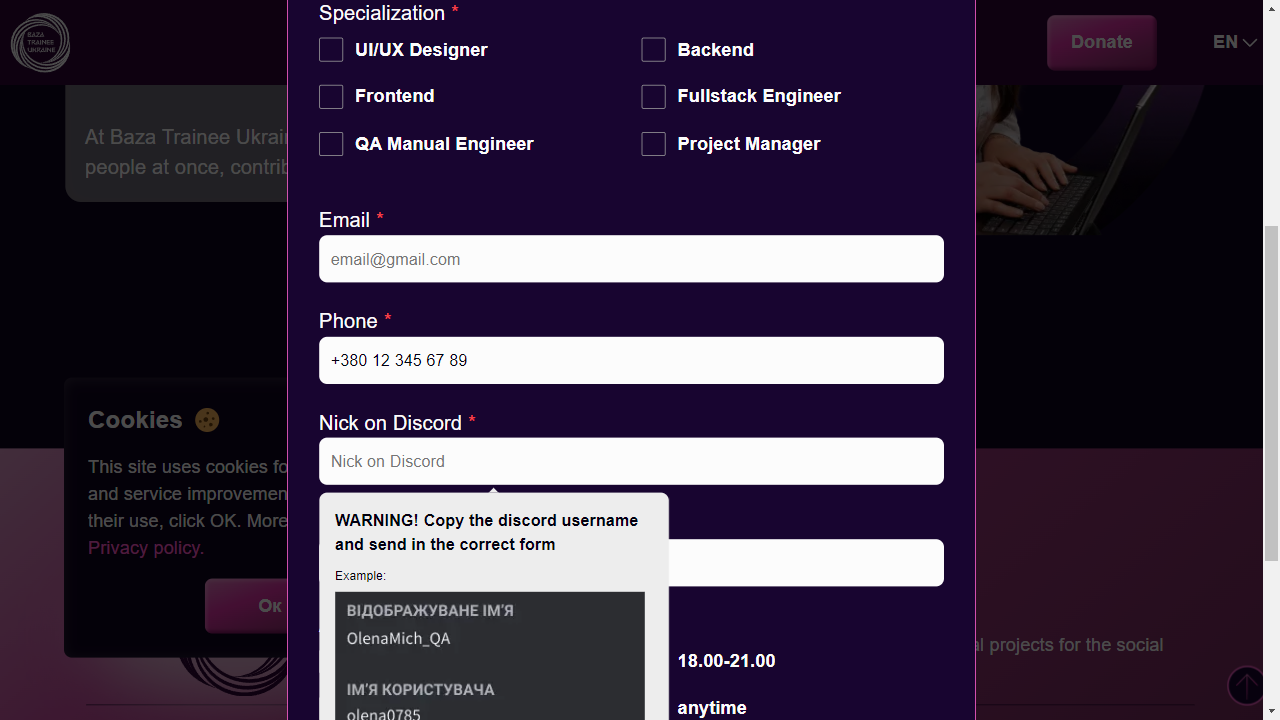 BAZA
TRAINEE
UKRAINE
Donate
EN
At Baza Trainee Ukrai
people at once, contrib
Specialization *
UI/UX Designer
Backend
Frontend
Fullstack Engineer
QA Manual Engineer
Project Manager
Email *
email@gmail.com
Phone *
+380 12 345 67 89
Nick on Discord *
Nick on Discord
WARNING! Copy the discord username
and send in the correct form
Example:
ВІДОБРАЖУВАНЕ ІМ'Я
OlenaMich_QA
ІМ'Я КОРИСТУВАЧА
olena0785
18.00-21.00
anytime
Cookies
This site uses cookies fo
and service improvemen
their use, click OK. More
Privacy policy.
Ок
al projects for the social